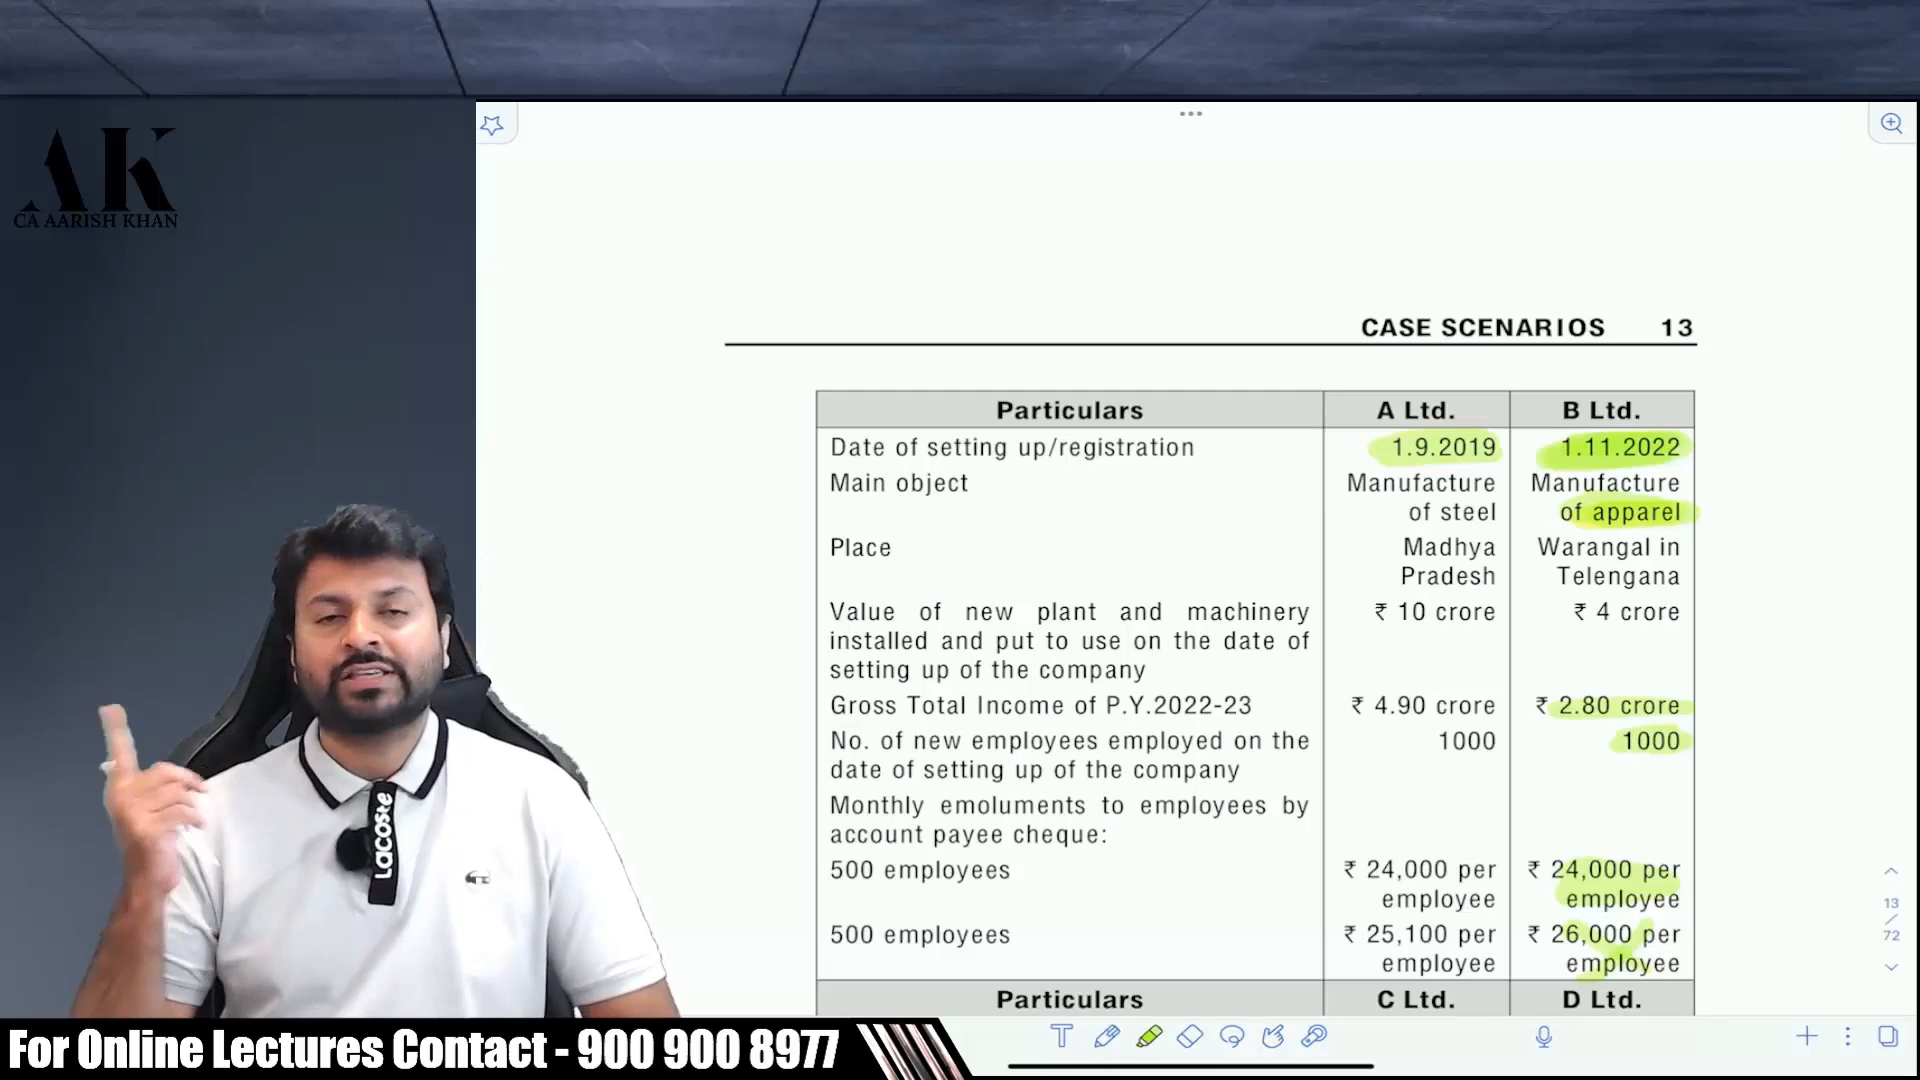 AK
CA AARISH KHAN
CASE SCENARIOS 13
Particulars A Ltd. B Ltd.
Date of setting up/registration 1.9.2019 1.11.2022
Main object Manufacture Manufacture
of steel of apparel
Place Madhya Warangal in
Pradesh Telengana
Value of new plant and machinery ₹ 10 crore ₹ 4 crore
installed and put to use on the date of
setting up of the company
Gross Total Income of P.Y.2022-23 ₹ 4.90 crore ₹ 2.80 crore
No. of new employees employed on the 1000 1000
date of setting up of the company
Monthly emoluments to employees by
account payee cheque:
500 employees ₹ 24,000 per ₹ 24,000 per
employee employee
500 employees ₹ 25,100 per ₹ 26,000 per
employee employee
Particulars C Ltd. D Ltd.
13
/
72
LACOSTE
T
For Online Lectures Contact - 900 900 8977